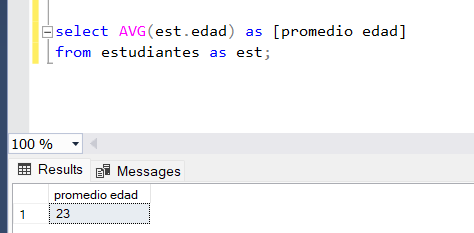 select AVG(est.edad) as [promedio edad]
from estudiantes as est;
100 %
Results Messages
promedio edad
1 23